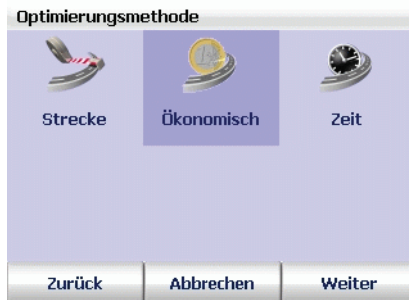 Optimierungsmethode
Strecke Ökonomisch Zeit
Zurück Abbrechen Weiter